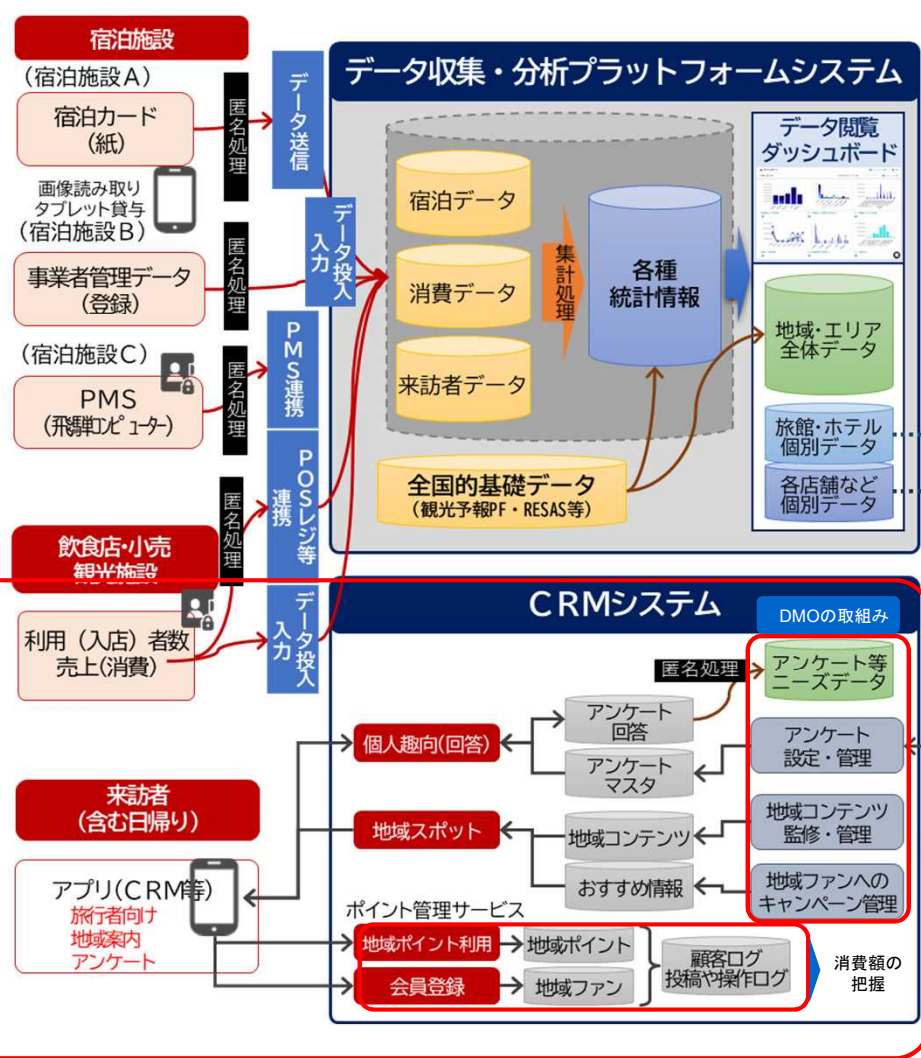 宿泊施設
(宿泊施設A)
宿泊カード
(紙)
匿名処理
データ送信
画像読み取り
タブレット貸与
(宿泊施設B)
事業者管理データ
(登録)
匿名処理
データ投入
入力
(宿泊施設C)
PMS
(飛騨コンピューター)
匿名処理
PMS連携
飲食店・小売
観光施設
利用(入店)者数
売上(消費)
匿名処理
POSレジ等
連携
データ投入
入力
来訪者
(含む日帰り)
アプリ(CRM等)
旅行者向け
地域案内
アンケート
データ収集・分析プラットフォームシステム
宿泊データ
消費データ
来訪者データ
集計処理
各種
統計情報
全国的基礎データ
(観光予報PF・RESAS等)
データ閲覧
ダッシュボード
地域・エリア
全体データ
旅館・ホテル
個別データ
各店舗など
個別データ
CRMシステム
DMOの取組み
匿名処理
アンケート等
ニーズデータ
個人趣向(回答)
アンケート
回答
アンケート
マスタ
アンケート
設定・管理
地域スポット
地域コンテンツ
おすすめ情報
地域コンテンツ
監修・管理
地域ファンへの
キャンペーン管理
ポイント管理サービス
地域ポイント利用
地域ポイント
会員登録
地域ファン
顧客ログ
投稿や操作ログ
消費額の
把握